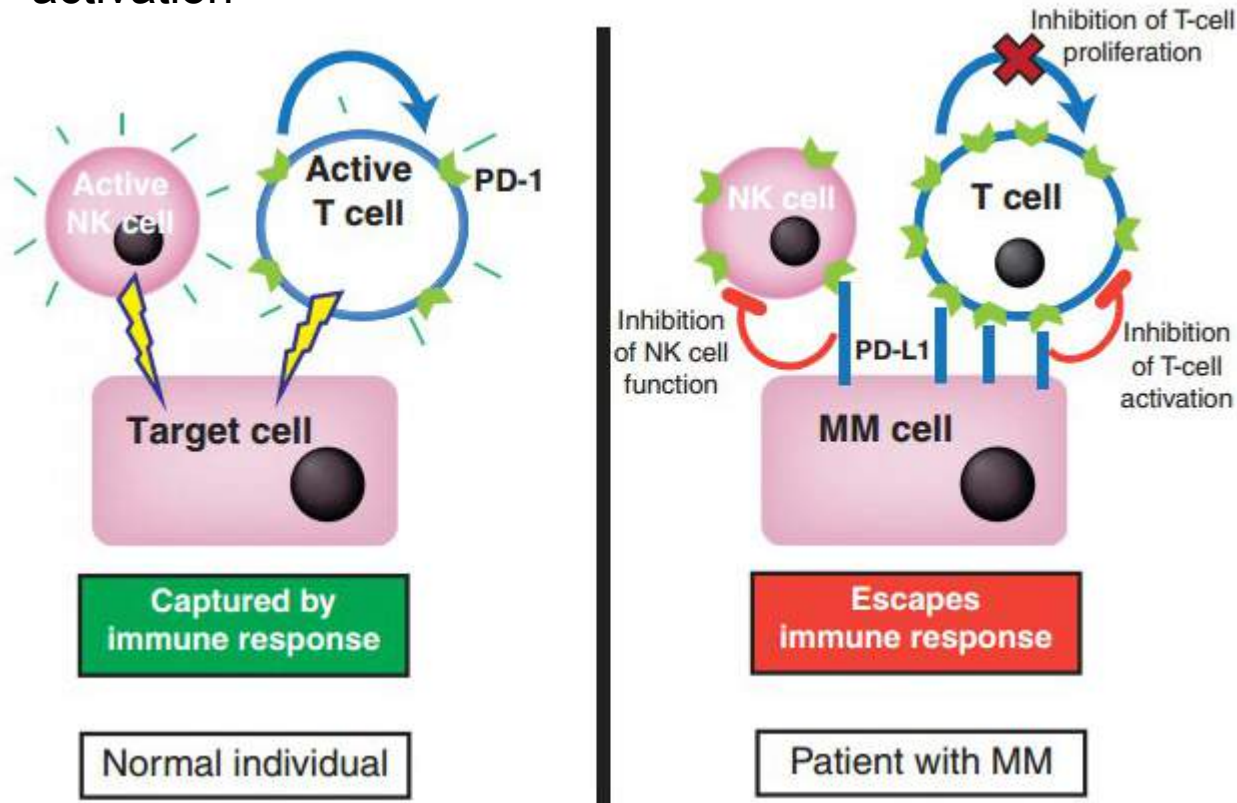 activation
Active
NK cell
Active
T cell
PD-1
Target cell
Captured by
immune response
Normal individual
Inhibition of T-cell
proliferation
NK cell
T cell
Inhibition
of NK cell
function
PD-L1
Inhibition
of T-cell
activation
MM cell
Escapes
immune response
Patient with MM